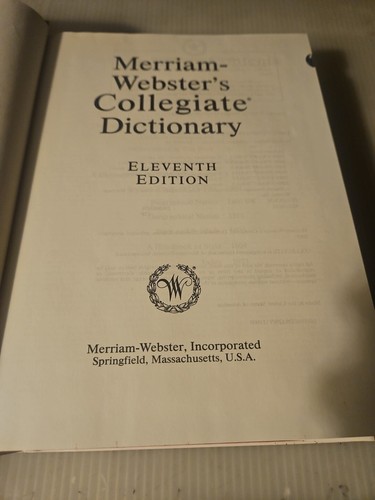 Merriam-
Webster's
Collegiate®
Dictionary
ELEVENTH
EDITION
W
®
Merriam-Webster, Incorporated
Springfield, Massachusetts, U.S.A.